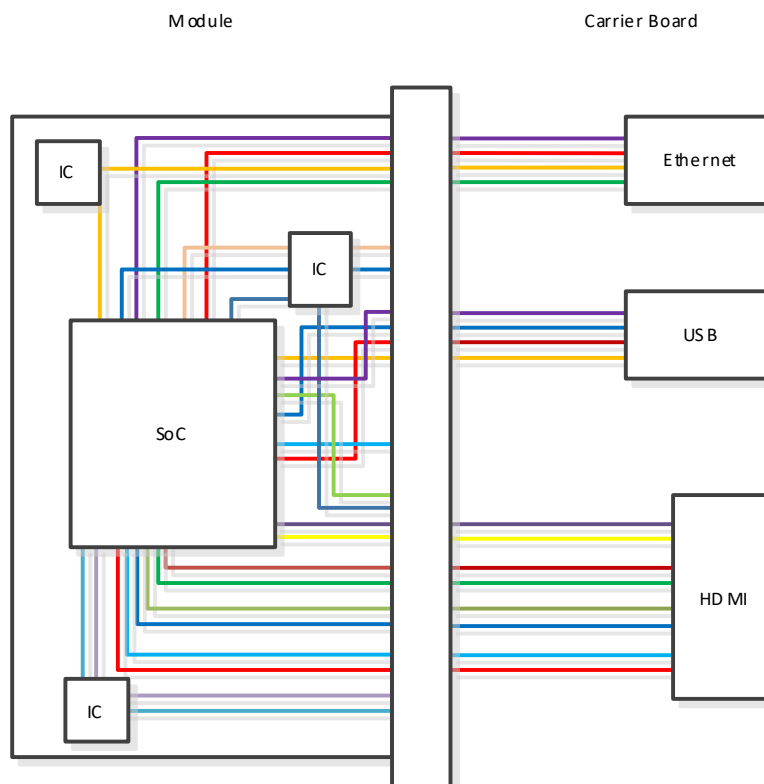 Module
Carrier Board
IC
Ethernet
IC
USB
SoC
HDMI
IC